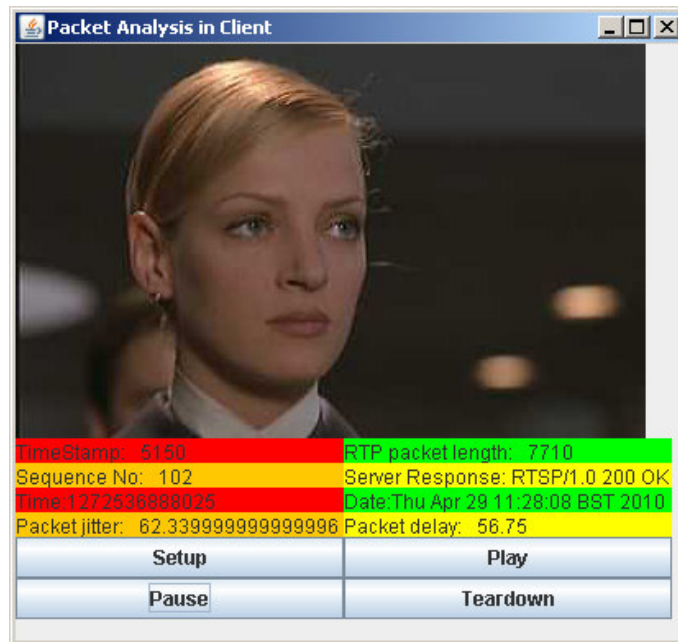 Packet Analysis in Client
TimeStamp: 5150 RTP packet length: 7710
Sequence No: 102 Server Response: RTSP/1.0 200 OK
Time:1272536888025 Date:Thu Apr 29 11:28:08 BST 2010
Packet jitter: 62.339999999999996 Packet delay: 56.75
Setup Play
Pause Teardown